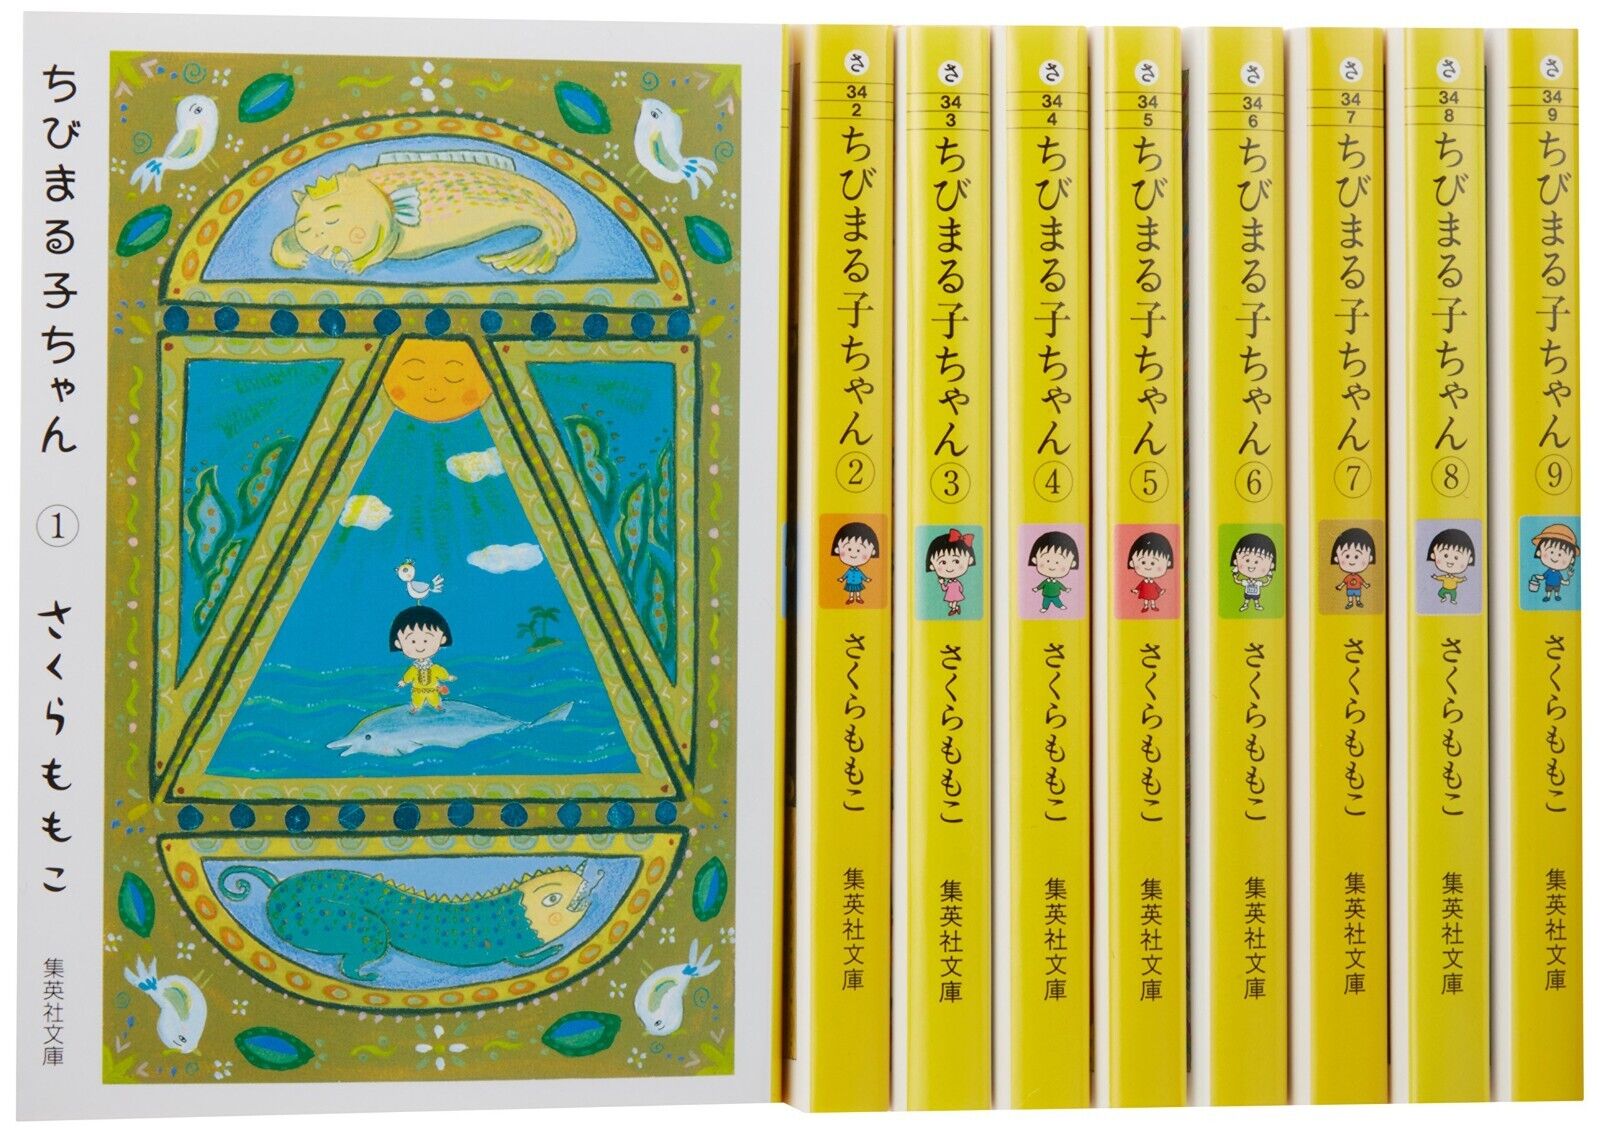 ちびまる子ちゃん ① さくらももこ 集英社文庫
さ
34
2
ちびまる子ちゃん② さくらももこ 集英社文庫
さ
34
3
ちびまる子ちゃん③ さくらももこ 集英社文庫
さ
34
4
ちびまる子ちゃん④ さくらももこ 集英社文庫
さ
34
5
ちびまる子ちゃん⑤ さくらももこ 集英社文庫
さ
34
6
ちびまる子ちゃん⑥ さくらももこ 集英社文庫
さ
34
7
ちびまる子ちゃん⑦ さくらももこ 集英社文庫
さ
34
8
ちびまる子ちゃん⑧ さくらももこ 集英社文庫
さ
34
9
ちびまる子ちゃん⑨ さくらももこ 集英社文庫